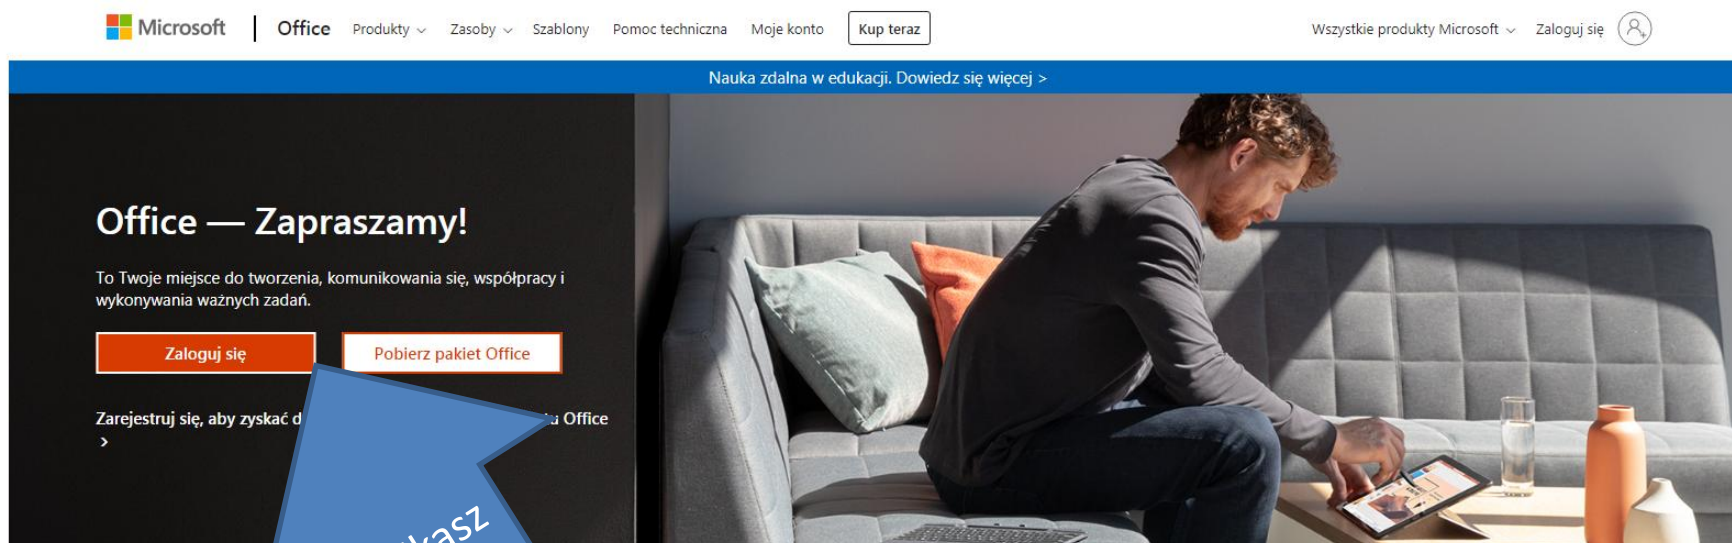 Microsoft Office Produkty Zasoby Szablony Pomoc techniczna Moje konto Kup teraz Wszystkie produkty Microsoft Zaloguj się
Nauka zdalna w edukacji. Dowiedz się więcej >
Office — Zapraszamy!
To Twoje miejsce do tworzenia, komunikowania się, współpracy i
wykonywania ważnych zadań.
Zaloguj się Pobierz pakiet Office
Zarejestruj się, aby zyskać Office
>